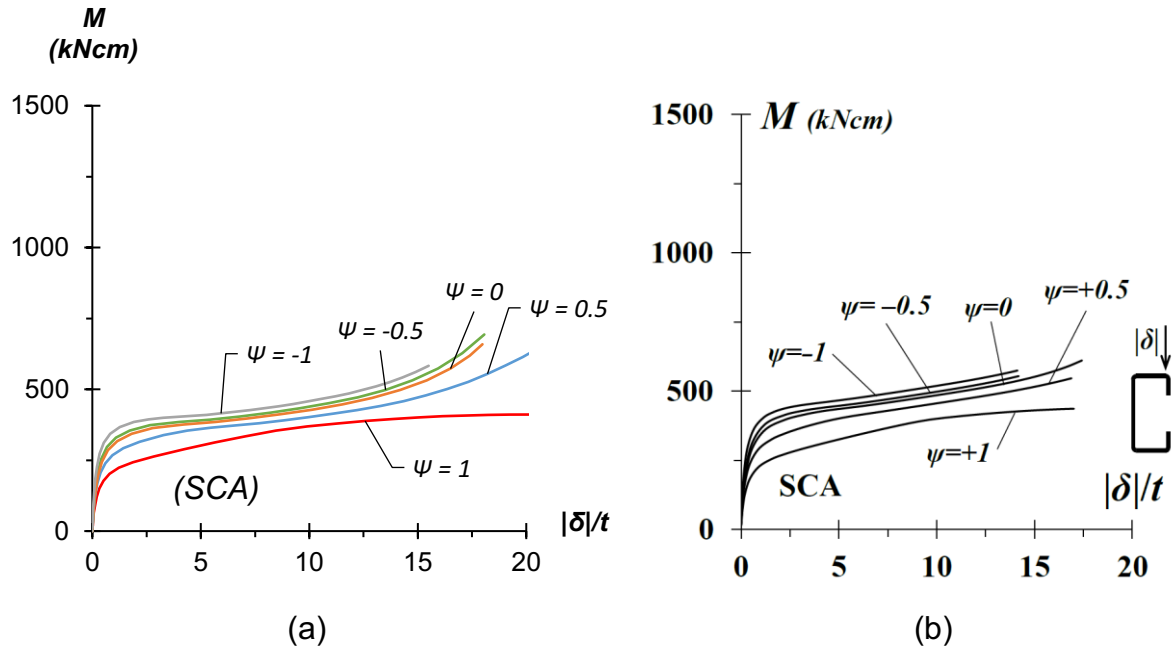 M
(kNcm)
1500
1000
500
0
0
5
10
15
20
Ψ = -1
Ψ = -0.5
Ψ = 0
Ψ = 0.5
Ψ = 1
(SCA)
|δ|/t
(a)
1500
1000
500
0
0
5
10
15
20
M (kNcm)
ψ=–1
ψ= –0.5
ψ=0
ψ=+0.5
ψ=+1
SCA
|δ|
|δ|/t
(b)